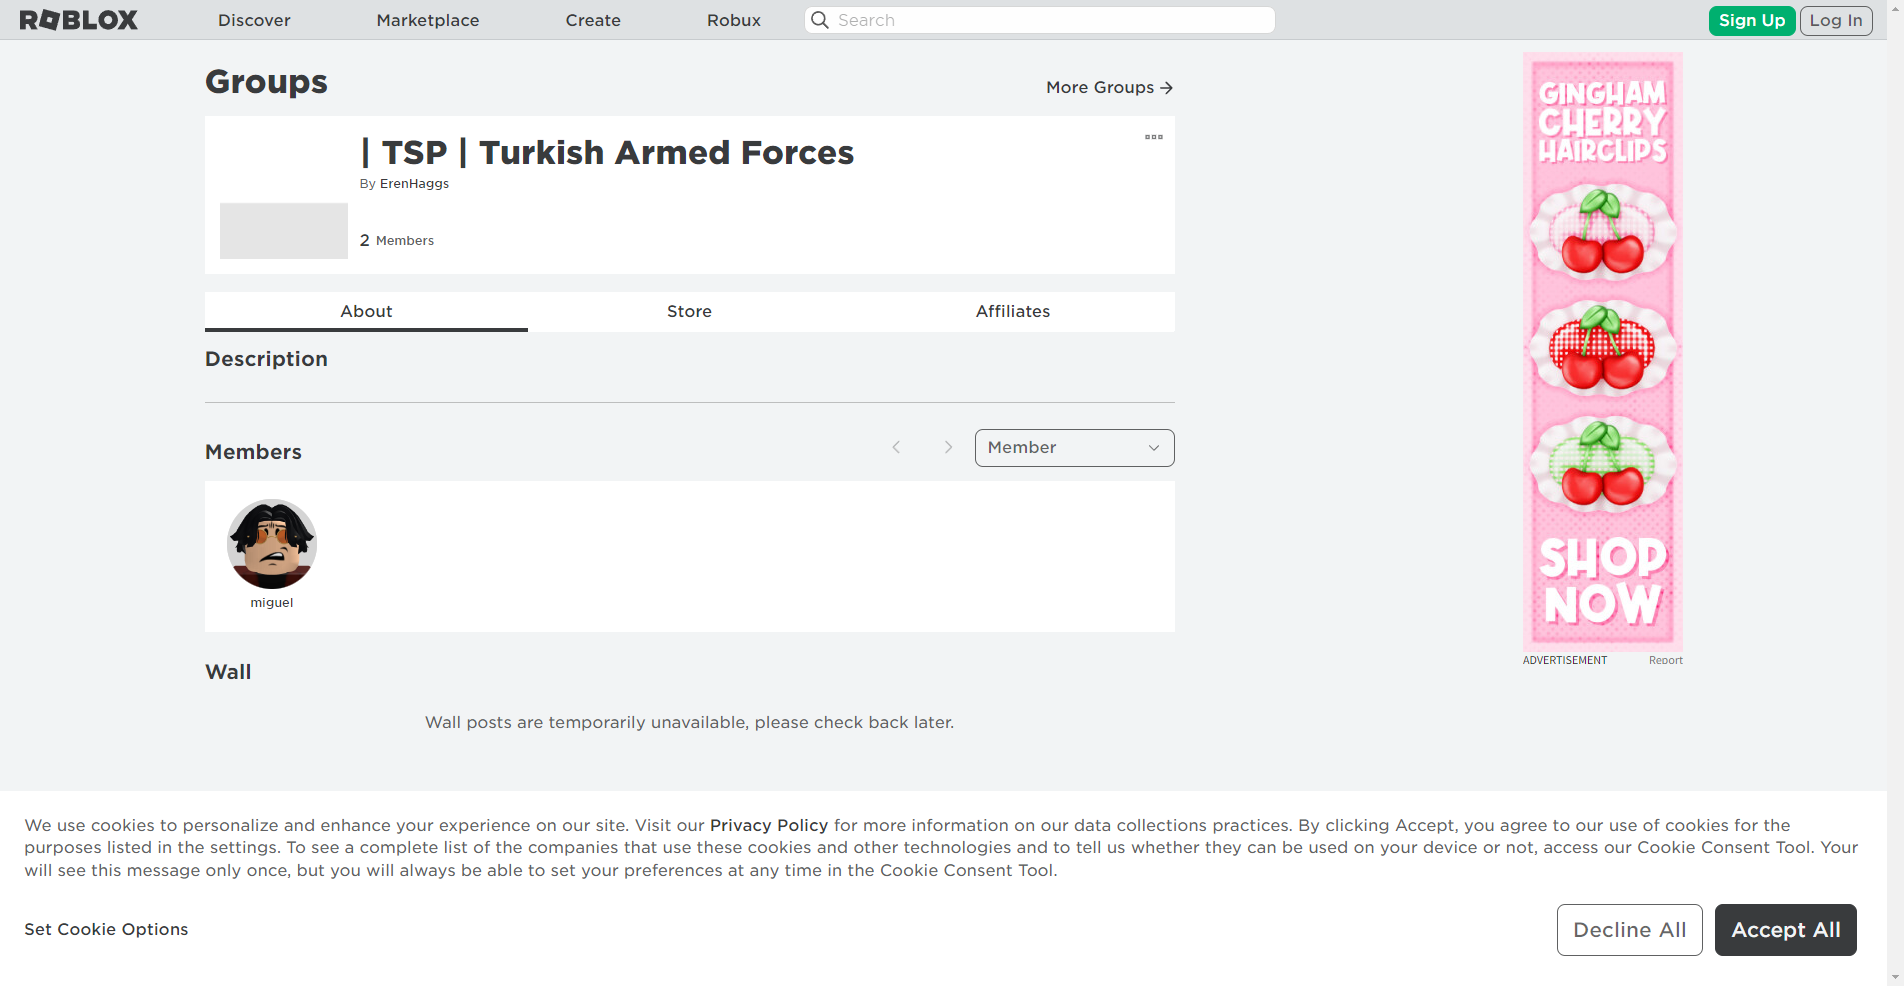 ROBLOX
Discover
Marketplace
Create
Robux
Search
Sign Up
Log In
Groups
More Groups
| TSP | Turkish Armed Forces
By ErenHaggs
2 Members
About
Store
Affiliates
Description
Members
Member
miguel
Wall
Wall posts are temporarily unavailable, please check back later.
GINGHAM
CHERRY
HAIRCLIPS
SHOP
NOW
ADVERTISEMENT
Report
We use cookies to personalize and enhance your experience on our site. Visit our Privacy Policy for more information on our data collections practices. By clicking Accept, you agree to our use of cookies for the
purposes listed in the settings. To see a complete list of the companies that use these cookies and other technologies and to tell us whether they can be used on your device or not, access our Cookie Consent Tool. Your
will see this message only once, but you will always be able to set your preferences at any time in the Cookie Consent Tool.
Set Cookie Options
Decline All
Accept All